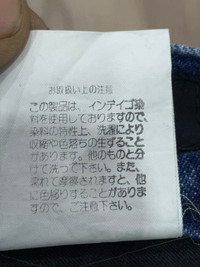 お取扱い上の注意
この製品は、インディゴ染
料を使用しておりますので、
染料の特性上、洗濯により
収縮や色落ちの生ずること
があります。他のものと分
けて洗って下さい。また、
濡れて摩擦されますと、他
に色移りすることがありま
すので、ご注意下さい。